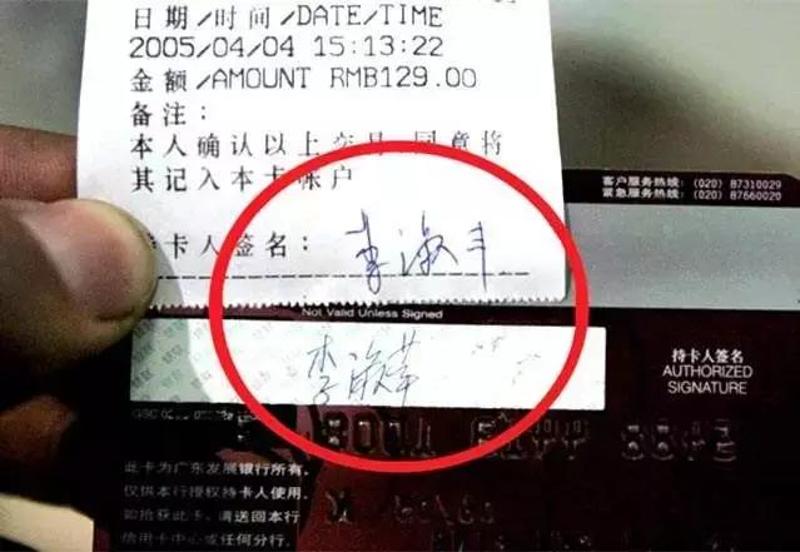 日期/时间/DATE/TIME
2005/04/04 15:13:22
金额/AMOUNT RMB129.00
备注：
本人确认以上交易 同意将
其记入本卡帐户
客户服务热线：(020) 87310029
紧急服务热线：(020) 87660020
持卡人签名：
李淑丰
Not Valid Unless Signed
持卡人签名
AUTHORIZED
SIGNATURE
此卡为广东发展银行所有，
仅供本行授权持卡人使用。
如拾获此卡，请送回本行
信用卡中心或任何分行。